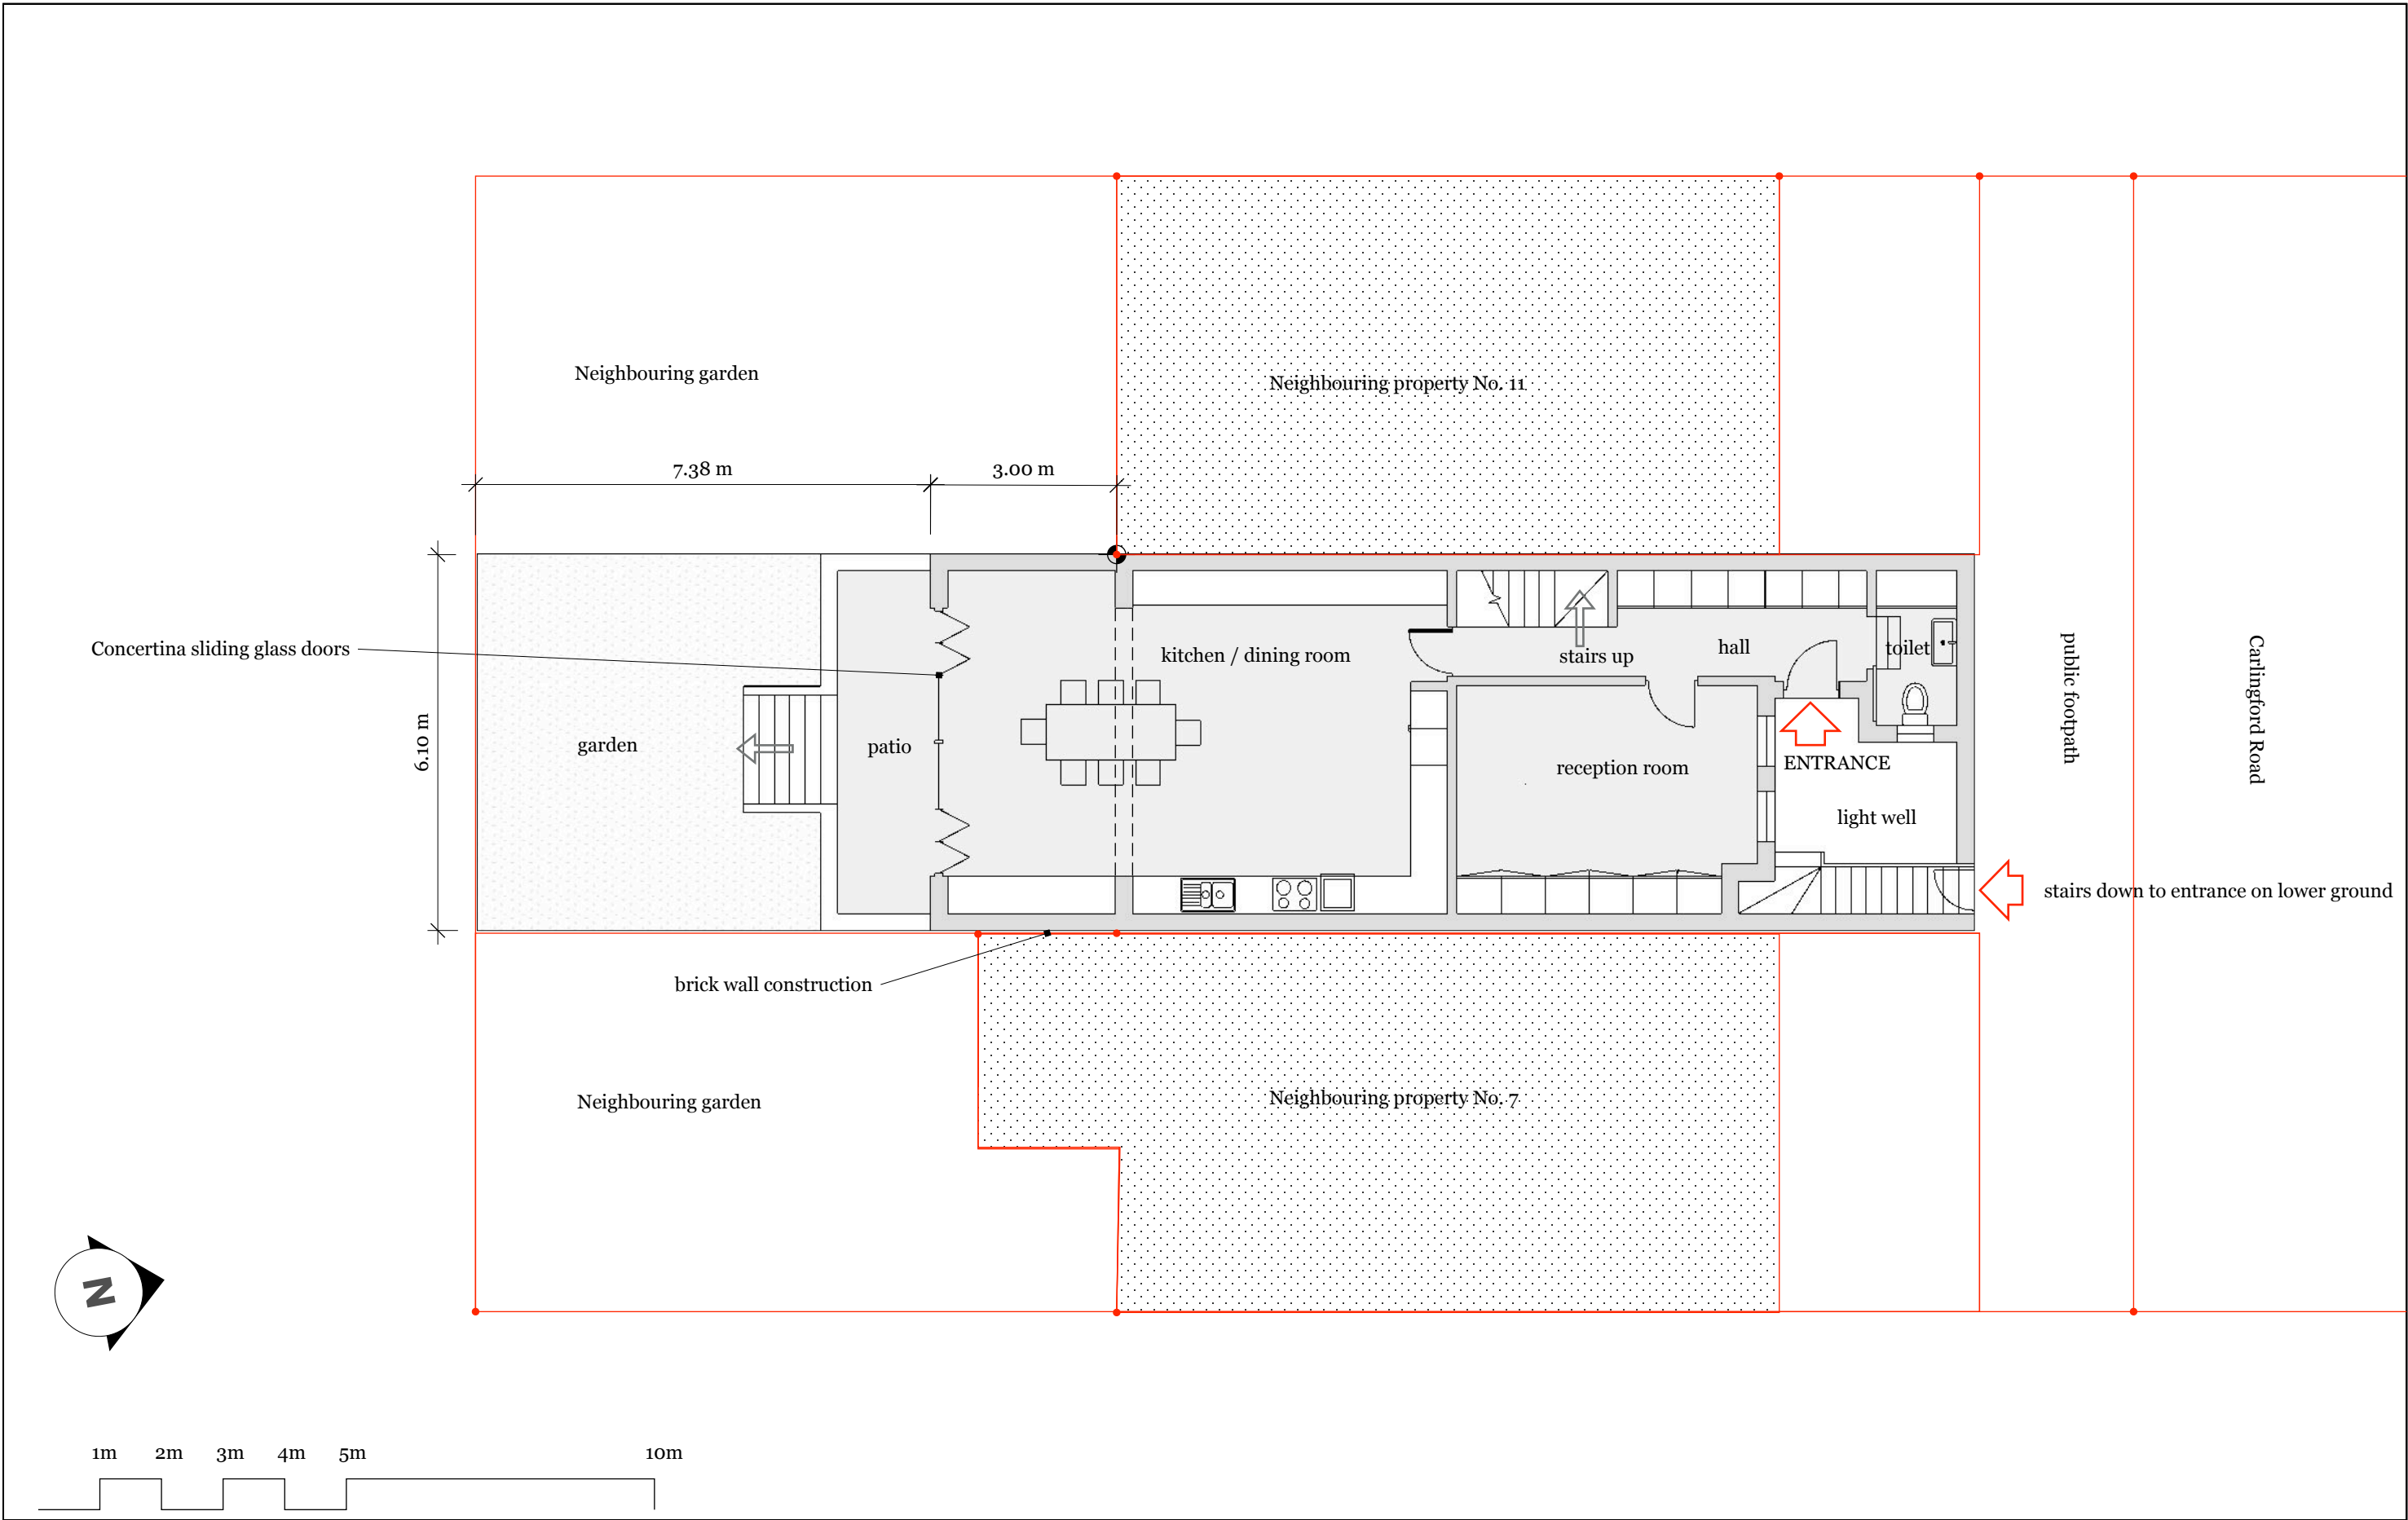 Neighbouring garden
Neighbouring property No. 11
7.38 m
3.00 m
6.10 m
Concertina sliding glass doors
kitchen / dining room
stairs up
hall
toilet
garden
patio
reception room
ENTRANCE
light well
public footpath
Carlingford Road
stairs down to entrance on lower ground
brick wall construction
Neighbouring garden
Neighbouring property No. 7
N
1m 2m 3m 4m 5m 10m